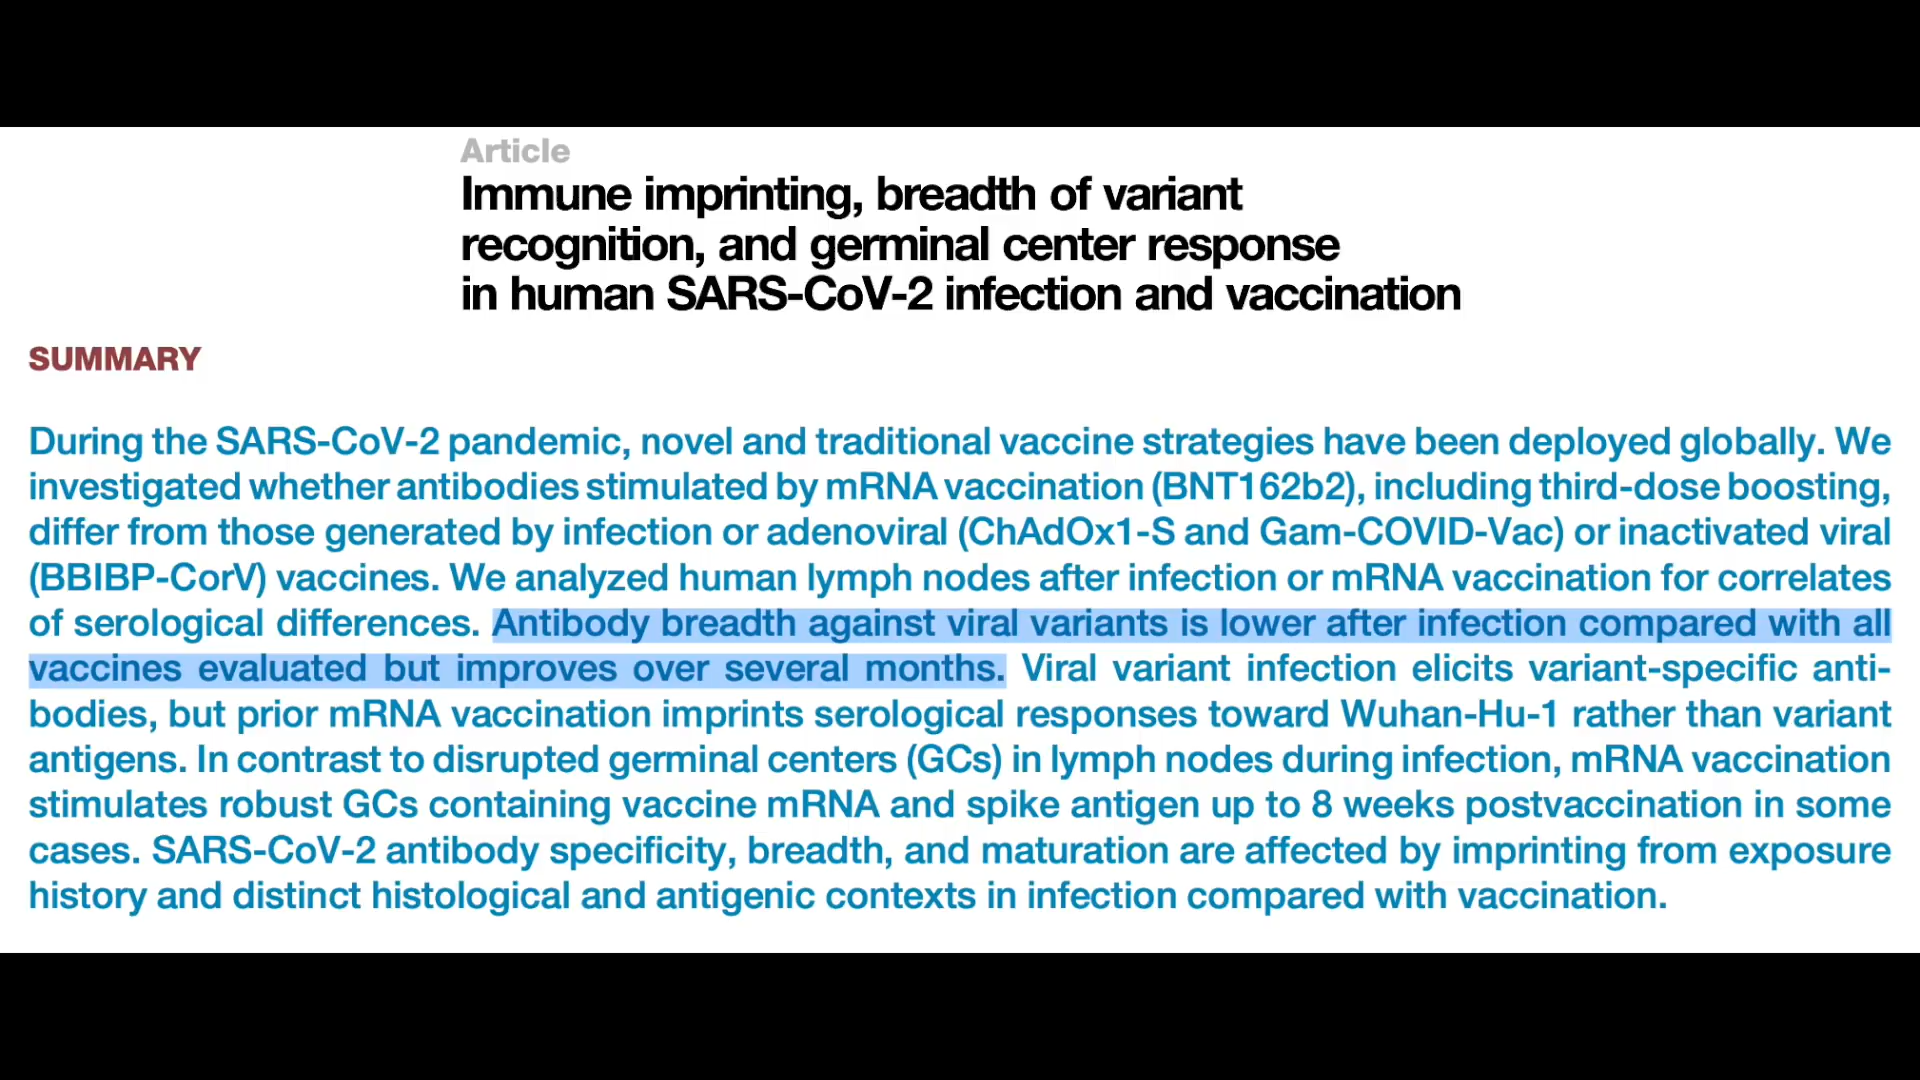 Article
Immune imprinting, breadth of variant
recognition, and germinal center response
in human SARS-CoV-2 infection and vaccination
SUMMARY
During the SARS-CoV-2 pandemic, novel and traditional vaccine strategies have been deployed globally. We
investigated whether antibodies stimulated by mRNA vaccination (BNT162b2), including third-dose boosting,
differ from those generated by infection or adenoviral (ChAdOx1-S and Gam-COVID-Vac) or inactivated viral
(BBIBP-CorV) vaccines. We analyzed human lymph nodes after infection or mRNA vaccination for correlates
of serological differences. Antibody breadth against viral variants is lower after infection compared with all
vaccines evaluated but improves over several months. Viral variant infection elicits variant-specific anti-
bodies, but prior mRNA vaccination imprints serological responses toward Wuhan-Hu-1 rather than variant
antigens. In contrast to disrupted germinal centers (GCs) in lymph nodes during infection, mRNA vaccination
stimulates robust GCs containing vaccine mRNA and spike antigen up to 8 weeks postvaccination in some
cases. SARS-CoV-2 antibody specificity, breadth, and maturation are affected by imprinting from exposure
history and distinct histological and antigenic contexts in infection compared with vaccination.